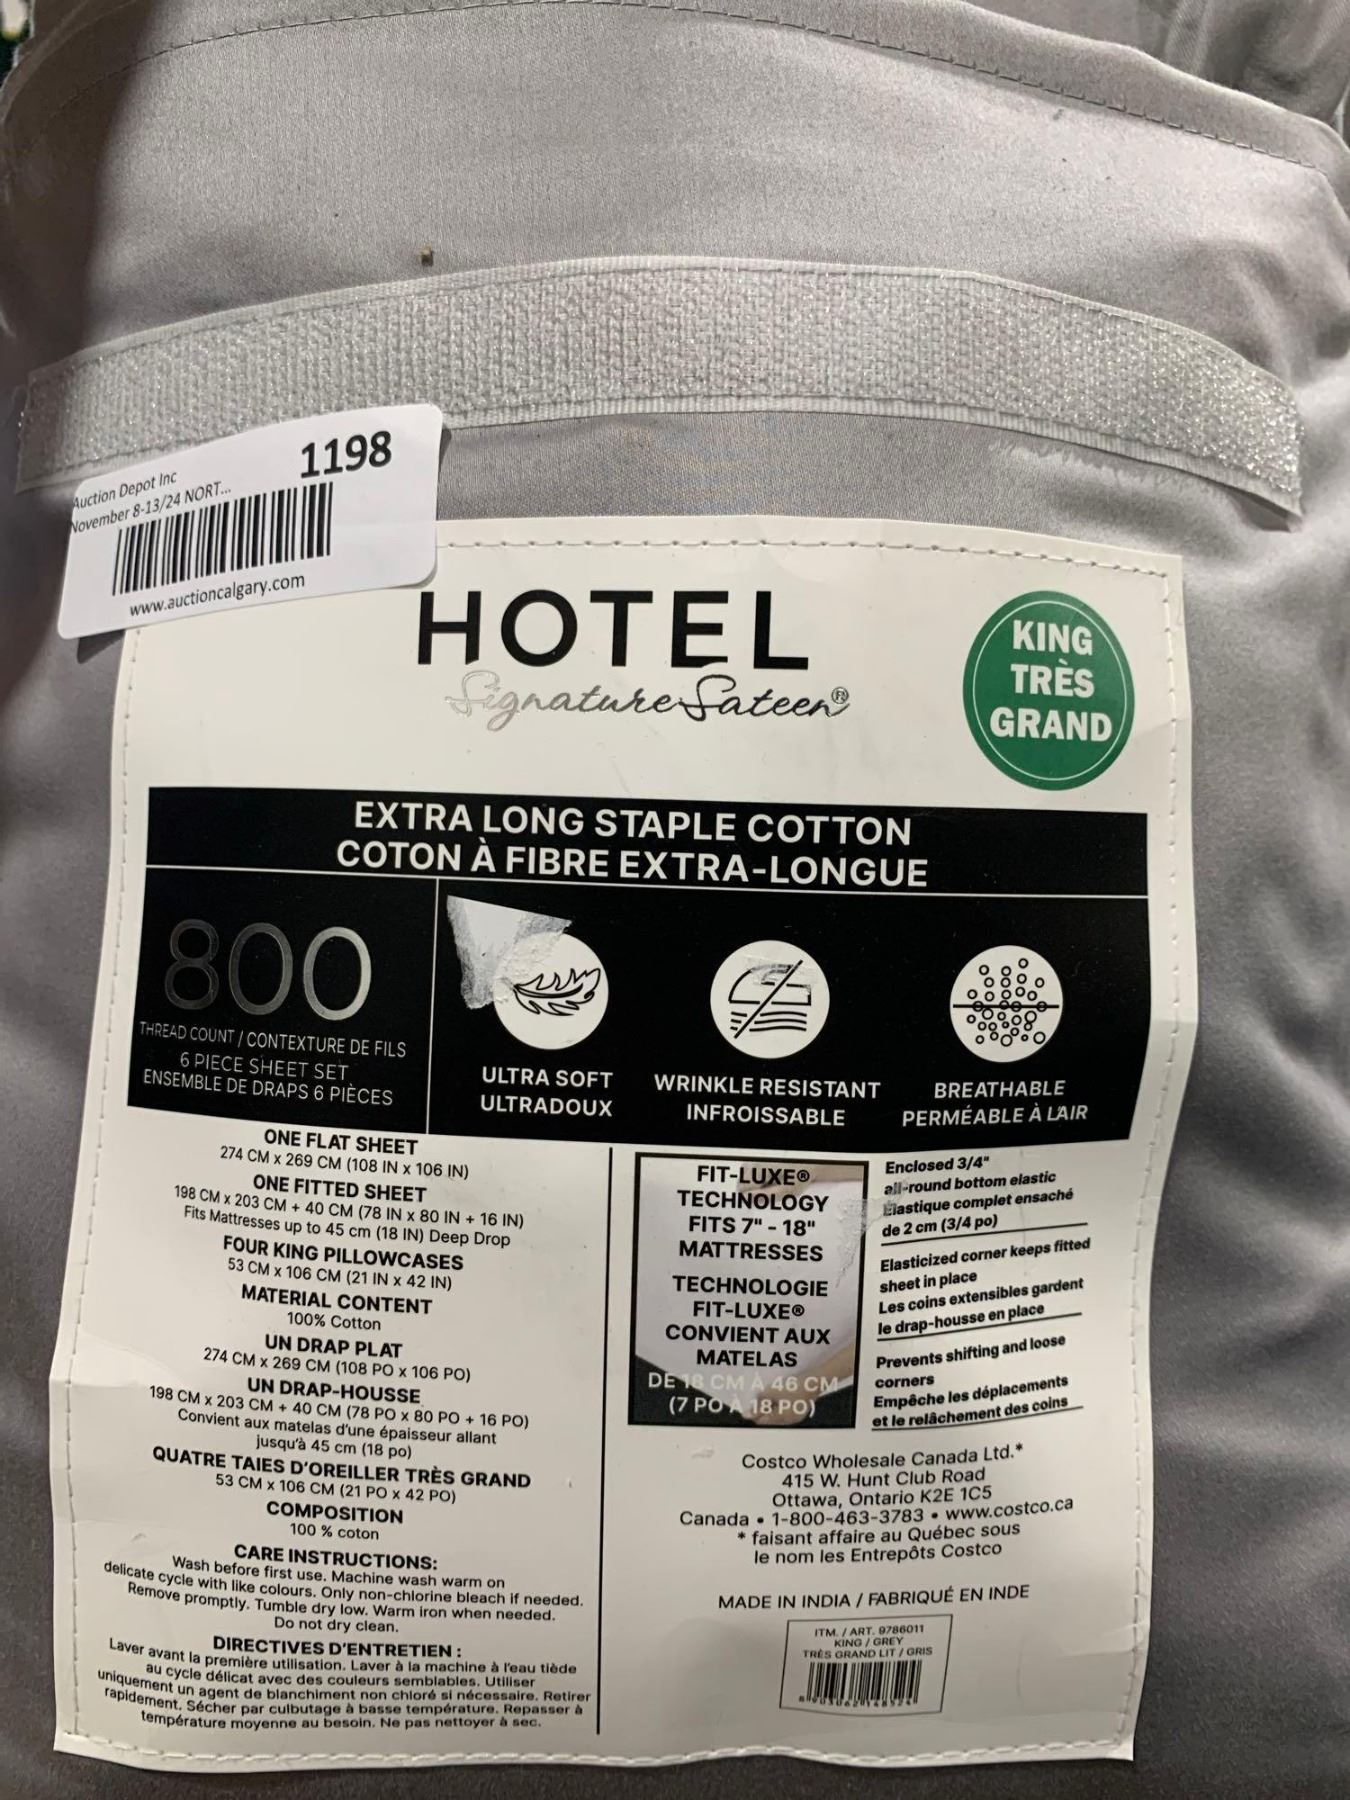 1198
Auction Depot Inc
November 8-13/24 NORT...
www.auctioncalgary.com
HOTEL
Signature Sateen®
KING
TRÈS
GRAND
EXTRA LONG STAPLE COTTON
COTON À FIBRE EXTRA-LONGUE
800
THREAD COUNT / CONTEXTURE DE FILS
6 PIECE SHEET SET
ENSEMBLE DE DRAPS 6 PIÈCES
ULTRA SOFT
ULTRADOUX
WRINKLE RESISTANT
INFROISSABLE
BREATHABLE
PERMÉABLE À L'AIR
ONE FLAT SHEET
274 CM x 269 CM (108 IN x 106 IN)
ONE FITTED SHEET
198 CM x 203 CM + 40 CM (78 IN x 80 IN + 16 IN)
Fits Mattresses up to 45 cm (18 IN) Deep Drop
FOUR KING PILLOWCASES
53 CM x 106 CM (21 IN x 42 IN)
MATERIAL CONTENT
100% Cotton
UN DRAP PLAT
274 CM x 269 CM (108 PO x 106 PO)
UN DRAP-HOUSSE
198 CM x 203 CM + 40 CM (78 PO x 80 PO + 16 PO)
Convient aux matelas d'une épaisseur allant
jusqu'à 45 cm (18 po)
QUATRE TAIES D'OREILLER TRÈS GRAND
53 CM x 106 CM (21 PO x 42 PO)
COMPOSITION
100 % coton
CARE INSTRUCTIONS:
Wash before first use. Machine wash warm on
delicate cycle with like colours. Only non-chlorine bleach if needed.
Remove promptly. Tumble dry low. Warm iron when needed.
Do not dry clean.
DIRECTIVES D'ENTRETIEN :
Laver avant la première utilisation. Laver à la machine à l'eau tiède
au cycle délicat avec des couleurs semblables. Utiliser
uniquement un agent de blanchiment non chloré si nécessaire. Retirer
rapidement. Sécher par culbutage à basse température. Repasser à
température moyenne au besoin. Ne pas nettoyer à sec.
FIT-LUXE®
TECHNOLOGY
FITS 7" - 18"
MATTRESSES
TECHNOLOGIE
FIT-LUXE®
CONVIENT AUX
MATELAS
DE 18 CM À 46 CM
(7 PO À 18 PO)
Enclosed 3/4"
all-round bottom elastic
Élastique complet ensaché
de 2 cm (3/4 po)
Elasticized corner keeps fitted
sheet in place
Les coins extensibles gardent
le drap-housse en place
Prevents shifting and loose
corners
Empêche les déplacements
et le relâchement des coins
Costco Wholesale Canada Ltd.*
415 W. Hunt Club Road
Ottawa, Ontario K2E 1C5
Canada • 1-800-463-3783 • www.costco.ca
* faisant affaire au Québec sous
le nom les Entrepôts Costco
MADE IN INDIA / FABRIQUÉ EN INDE
ITM. / ART. 9786011
KING / GREY
TRÈS GRAND LIT / GRIS